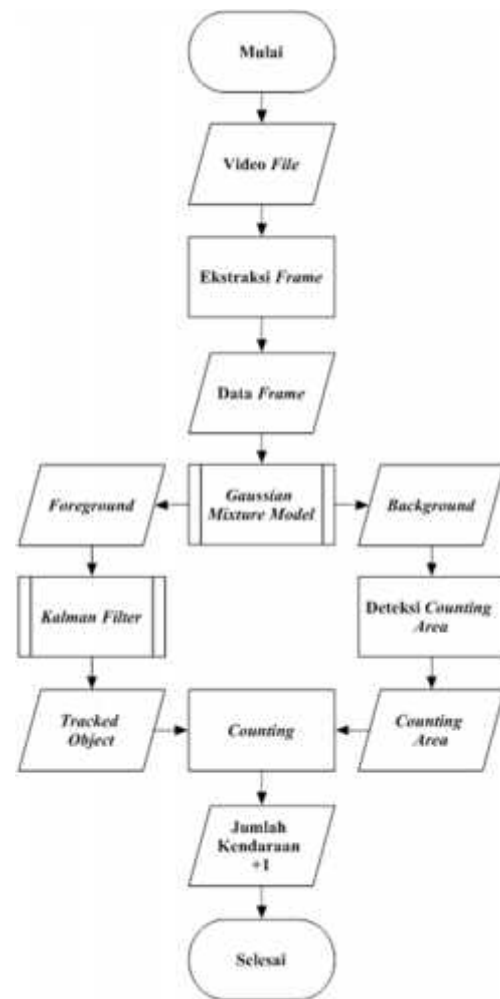 Mulai
Video File
Ekstraksi Frame
Data Frame
Foreground
Gaussian
Mixture Model
Background
Kalman Filter
Deteksi Counting
Area
Tracked
Object
Counting
Counting
Area
Jumlah
Kendaraan
+1
Selesai